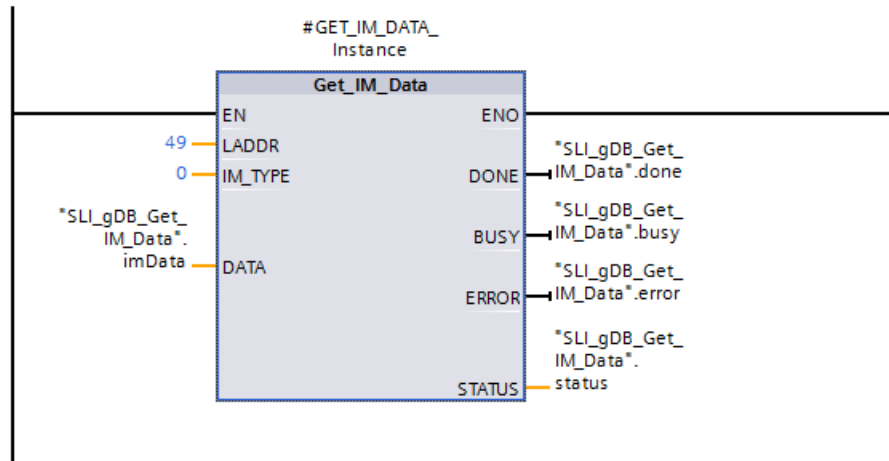 #GET_IM_DATA_
Instance
Get_IM_Data
EN
ENO
49
LADDR
0
IM_TYPE
DONE
"SLI_gDB_Get_
IM_Data".done
"SLI_gDB_Get_
IM_Data".
imData
DATA
BUSY
"SLI_gDB_Get_
IM_Data".busy
ERROR
"SLI_gDB_Get_
IM_Data".error
STATUS
"SLI_gDB_Get_
IM_Data".
status